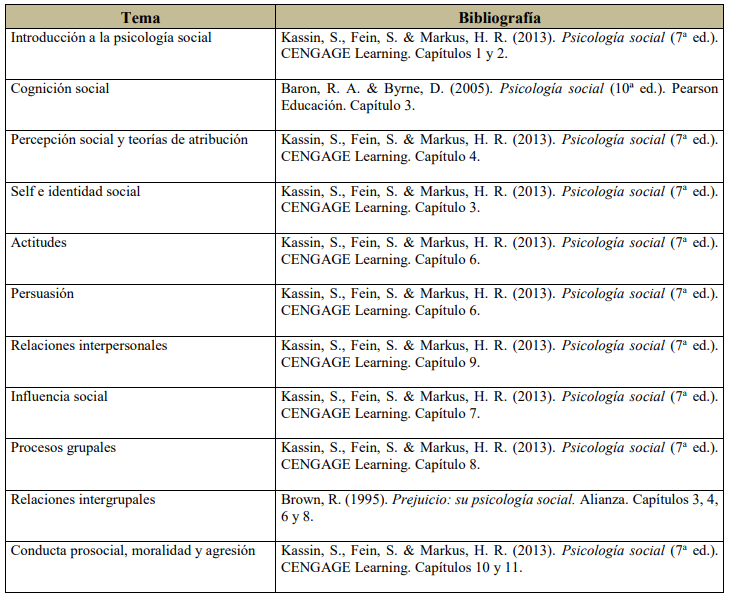 Tema Bibliografía
Introducción a la psicología social Kassin, S., Fein, S. & Markus, H. R. (2013). Psicología social (7ª ed.).
CENGAGE Learning. Capítulos 1 y 2.
Cognición social Baron, R. A. & Byrne, D. (2005). Psicología social (10ª ed.). Pearson
Educación. Capítulo 3.
Percepción social y teorías de atribución Kassin, S., Fein, S. & Markus, H. R. (2013). Psicología social (7ª ed.).
CENGAGE Learning. Capítulo 4.
Self e identidad social Kassin, S., Fein, S. & Markus, H. R. (2013). Psicología social (7ª ed.).
CENGAGE Learning. Capítulo 3.
Actitudes Kassin, S., Fein, S. & Markus, H. R. (2013). Psicología social (7ª ed.).
CENGAGE Learning. Capítulo 6.
Persuasión Kassin, S., Fein, S. & Markus, H. R. (2013). Psicología social (7ª ed.).
CENGAGE Learning. Capítulo 6.
Relaciones interpersonales Kassin, S., Fein, S. & Markus, H. R. (2013). Psicología social (7ª ed.).
CENGAGE Learning. Capítulo 9.
Influencia social Kassin, S., Fein, S. & Markus, H. R. (2013). Psicología social (7ª ed.).
CENGAGE Learning. Capítulo 7.
Procesos grupales Kassin, S., Fein, S. & Markus, H. R. (2013). Psicología social (7ª ed.).
CENGAGE Learning. Capítulo 8.
Relaciones intergrupales Brown, R. (1995). Prejuicio: su psicología social. Alianza. Capítulos 3, 4,
6 y 8.
Conducta prosocial, moralidad y agresión Kassin, S., Fein, S. & Markus, H. R. (2013). Psicología social (7ª ed.).
CENGAGE Learning. Capítulos 10 y 11.